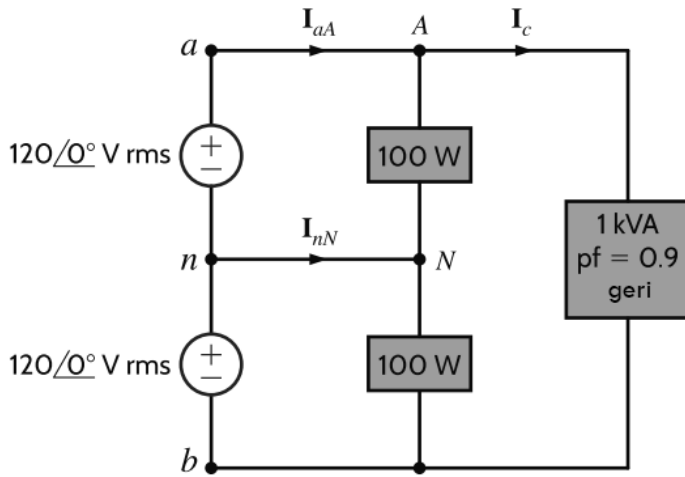 I_aA
A
I_c
a
120/0° V rms
+
−
100 W
I_nN
n
N
1 kVA
pf = 0.9
geri
120/0° V rms
+
−
100 W
b